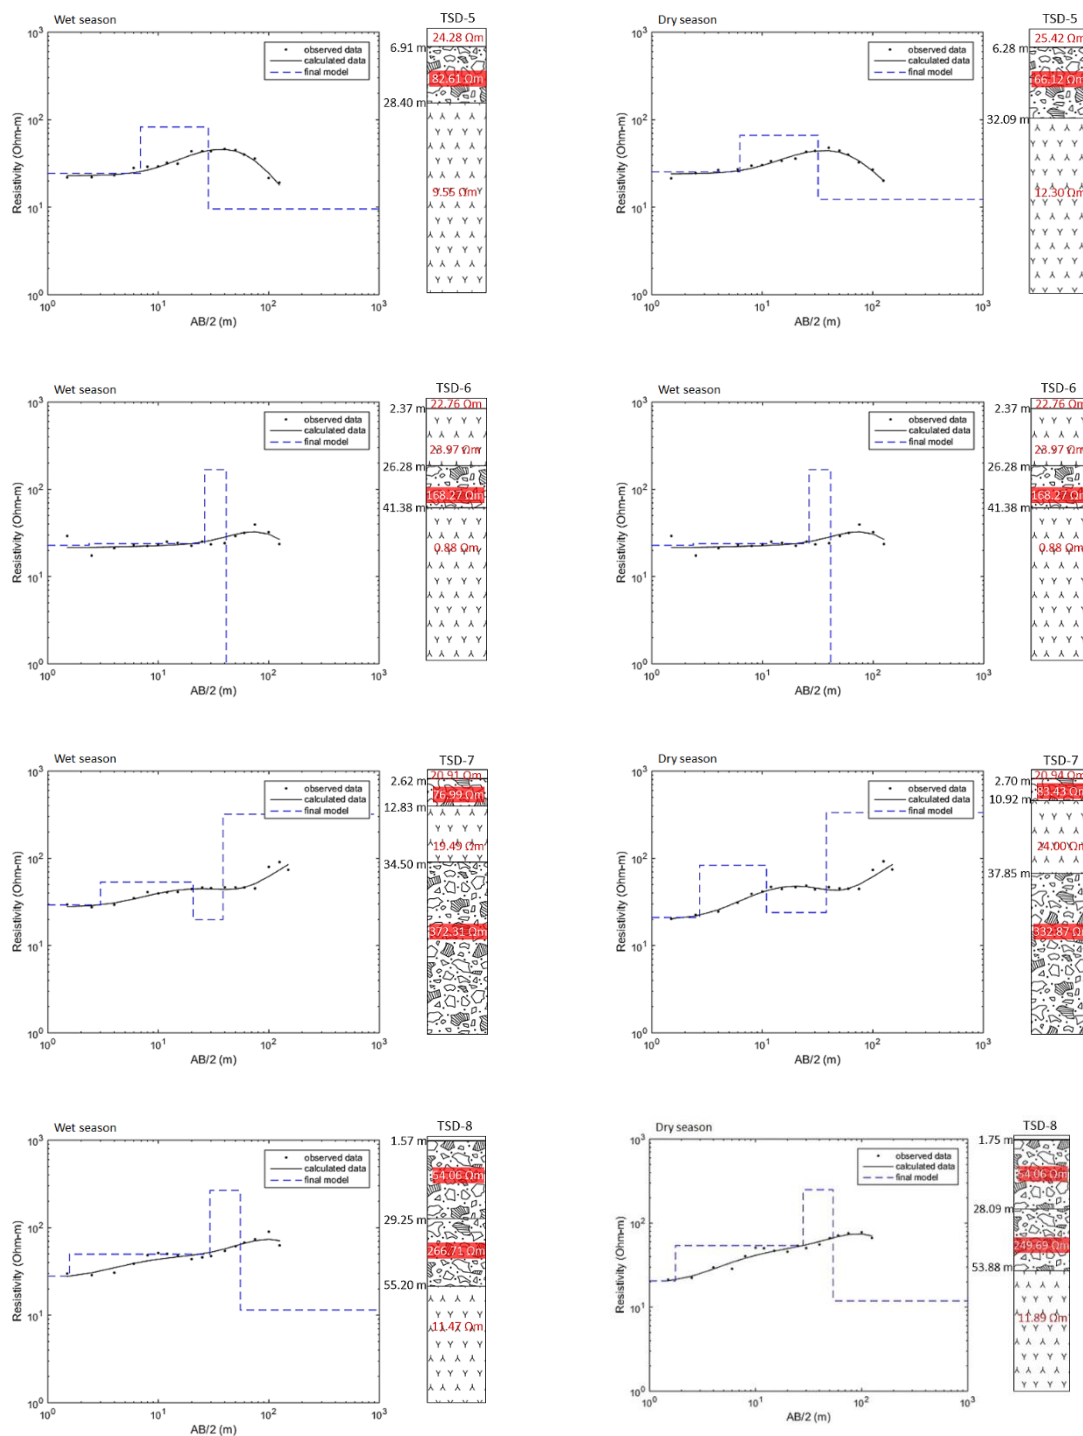 Wet season
TSD-5
10³
observed data
calculated data
final model
10²
10¹
10⁰
Resistivity (Ohm-m)
10⁰
10¹
10²
10³
AB/2 (m)
24.28 Ωm
6.91 m
82.61 Ωm
28.40 m
9.55 Ωm
Dry season
TSD-5
10³
observed data
calculated data
final model
10²
10¹
10⁰
Resistivity (Ohm-m)
10⁰
10¹
10²
10³
AB/2 (m)
25.42 Ωm
6.28 m
66.12 Ωm
32.09 m
12.30 Ωm
Wet season
TSD-6
10³
observed data
calculated data
final model
10²
10¹
10⁰
Resistivity (Ohm-m)
10⁰
10¹
10²
10³
AB/2 (m)
22.76 Ωm
2.37 m
23.97 Ωm
26.28 m
168.27 Ωm
41.38 m
0.88 Ωm
Wet season
TSD-6
10³
observed data
calculated data
final model
10²
10¹
10⁰
Resistivity (Ohm-m)
10⁰
10¹
10²
10³
AB/2 (m)
22.76 Ωm
2.37 m
23.97 Ωm
26.28 m
168.27 Ωm
41.38 m
0.88 Ωm
Wet season
TSD-7
10³
observed data
calculated data
final model
10²
10¹
10⁰
Resistivity (Ohm-m)
10⁰
10¹
10²
10³
AB/2 (m)
20.91 Ωm
2.62 m
76.99 Ωm
12.83 m
19.49 Ωm
34.50 m
372.31 Ωm
Dry season
TSD-7
10³
observed data
calculated data
final model
10²
10¹
10⁰
Resistivity (Ohm-m)
10⁰
10¹
10²
10³
AB/2 (m)
20.94 Ωm
2.70 m
83.43 Ωm
10.92 m
24.00 Ωm
37.85 m
332.87 Ωm
Wet season
TSD-8
10³
observed data
calculated data
final model
10²
10¹
10⁰
Resistivity (Ohm-m)
10⁰
10¹
10²
10³
AB/2 (m)
1.57 m
54.06 Ωm
29.25 m
266.71 Ωm
55.20 m
11.47 Ωm
Dry season
TSD-8
10³
observed data
calculated data
final model
10²
10¹
10⁰
Resistivity (Ohm-m)
10⁰
10¹
10²
10³
AB/2 (m)
1.75 m
54.06 Ωm
28.09 m
249.69 Ωm
53.88 m
11.89 Ωm